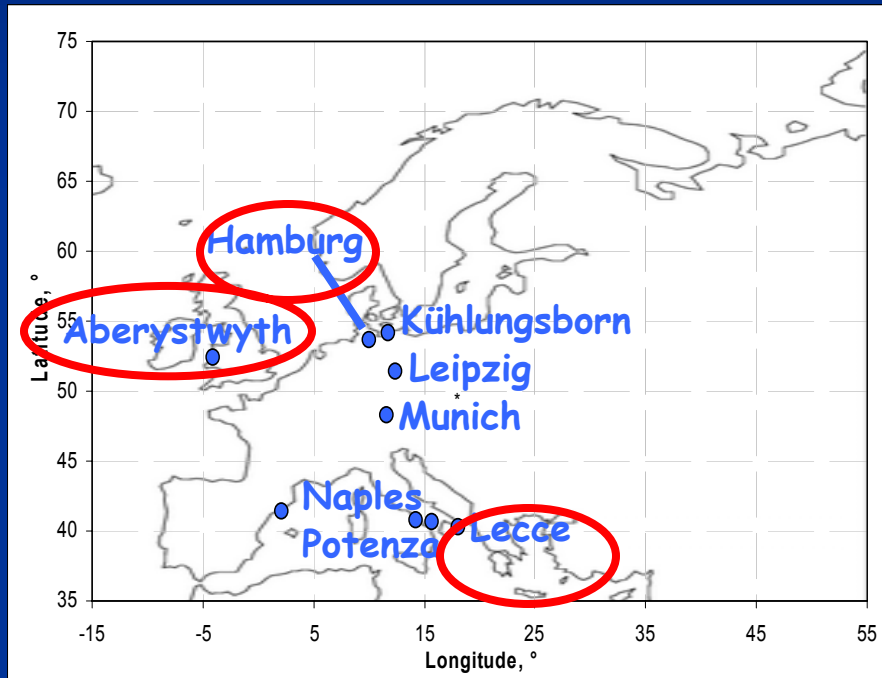 75
70
65
60
55
50
45
40
35
Latitude, °
Hamburg
Aberystwyth
Kühlungsborn
Leipzig
*
Munich
Naples
Potenza
Lecce
-15 -5 5 15 25 35 45 55
Longitude, °